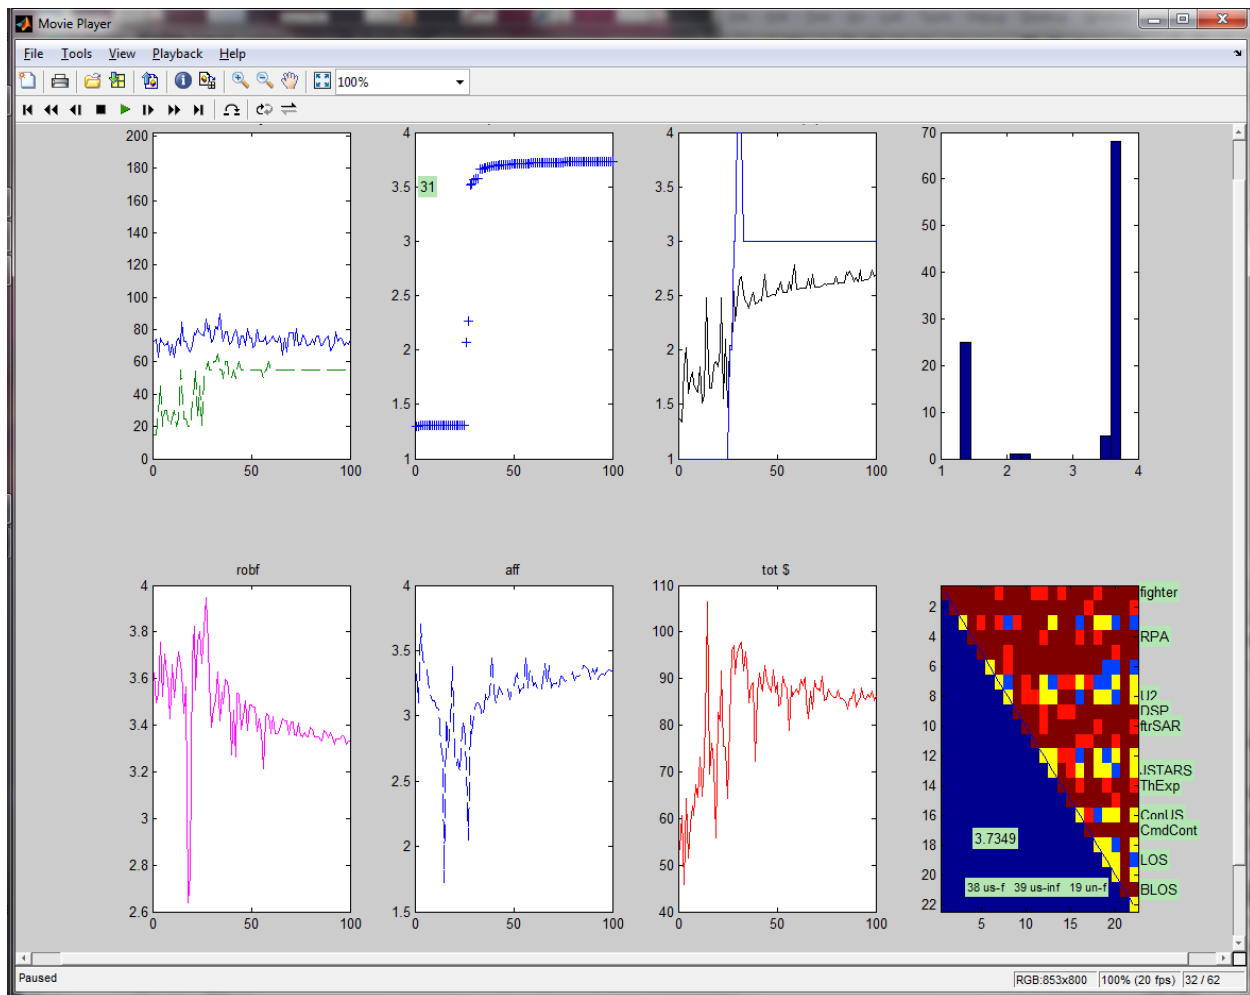 Movie Player
File Tools View Playback Help
100%
200
180
160
140
120
100
80
60
40
20
0
0 50 100
4
3.5
3
2.5
2
1.5
1
31
0 50 100
4
3.5
3
2.5
2
1.5
1
0 50 100
70
60
50
40
30
20
10
0
1 2 3 4
robf
4
3.8
3.6
3.4
3.2
3
2.8
2.6
0 50 100
aff
4
3.5
3
2.5
2
1.5
0 50 100
tot $
110
100
90
80
70
60
50
40
0 50 100
2
4
6
8
10
12
14
16
18
20
22
5 10 15 20
fighter
RPA
U2
DSP
ftrSAR
JSTARS
ThExp
ConUS
CmdCont
LOS
BLOS
3.7349
38 us-f 39 us-inf 19 un-f
Paused
RGB:853x800 100% (20 fps) 32 / 62